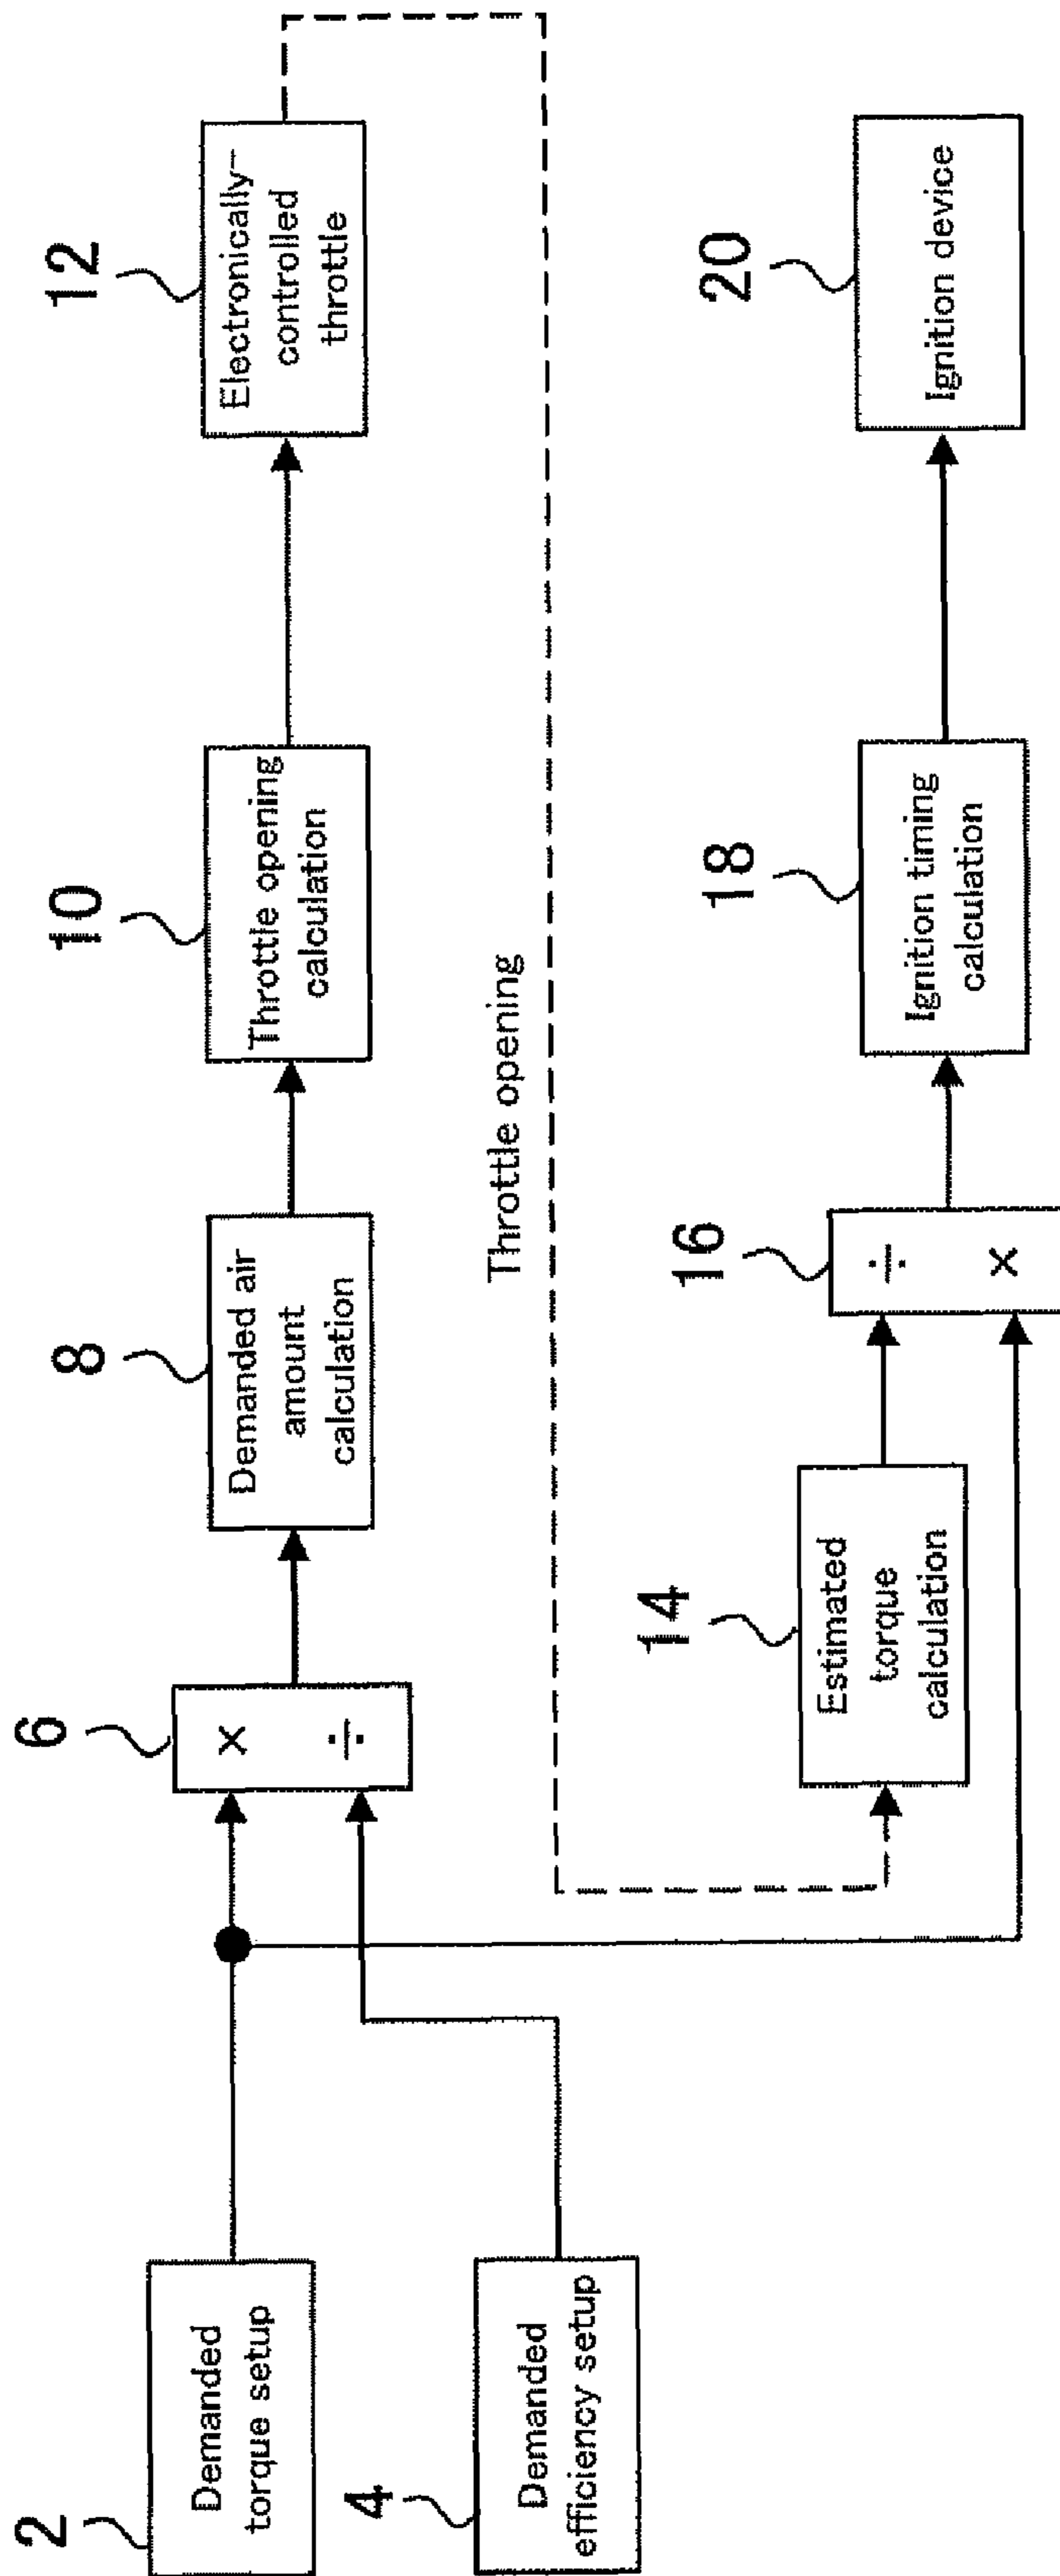 2
Demanded
torque setup
4
Demanded
efficiency setup
6
×
÷
8
Demanded air
amount
calculation
10
Throttle opening
calculation
12
Electronically-
controlled
throttle
Throttle opening
14
Estimated
torque
calculation
16
÷
×
18
Ignition timing
calculation
20
Ignition device